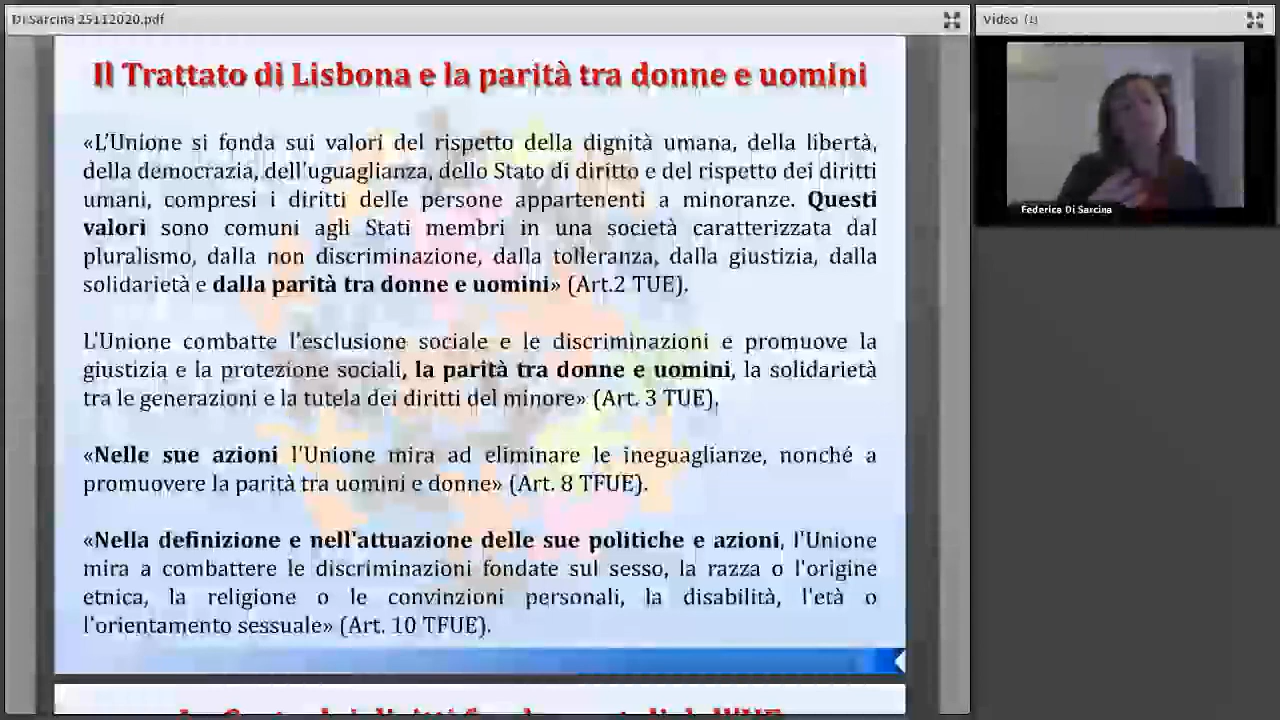 Di Sarcina 25112020.pdf
Video (1)
Il Trattato di Lisbona e la parità tra donne e uomini
«L'Unione si fonda sui valori del rispetto della dignità umana, della libertà,
della democrazia, dell'uguaglianza, dello Stato di diritto e del rispetto dei diritti
umani, compresi i diritti delle persone appartenenti a minoranze. Questi
valori sono comuni agli Stati membri in una società caratterizzata dal
pluralismo, dalla non discriminazione, dalla tolleranza, dalla giustizia, dalla
solidarietà e dalla parità tra donne e uomini» (Art.2 TUE).
L'Unione combatte l'esclusione sociale e le discriminazioni e promuove la
giustizia e la protezione sociali, la parità tra donne e uomini, la solidarietà
tra le generazioni e la tutela dei diritti del minore» (Art. 3 TUE),
«Nelle sue azioni l'Unione mira ad eliminare le ineguaglianze, nonché a
promuovere la parità tra uomini e donne» (Art. 8 TFUE).
«Nella definizione e nell'attuazione delle sue politiche e azioni, l'Unione
mira a combattere le discriminazioni fondate sul sesso, la razza o l'origine
etnica, la religione o le convinzioni personali, la disabilità, l'età o
l'orientamento sessuale» (Art. 10 TFUE).
Federica Di Sarcina